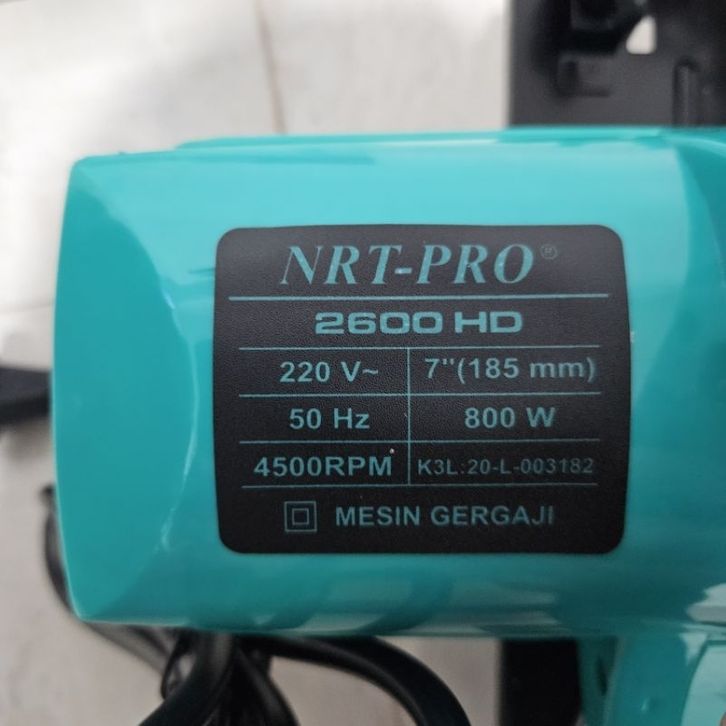 NRT-PRO®
2600 HD
220 V~ 7"(185 mm)
50 Hz 800 W
4500RPM K3L:20-L-003182
MESIN GERGAJI